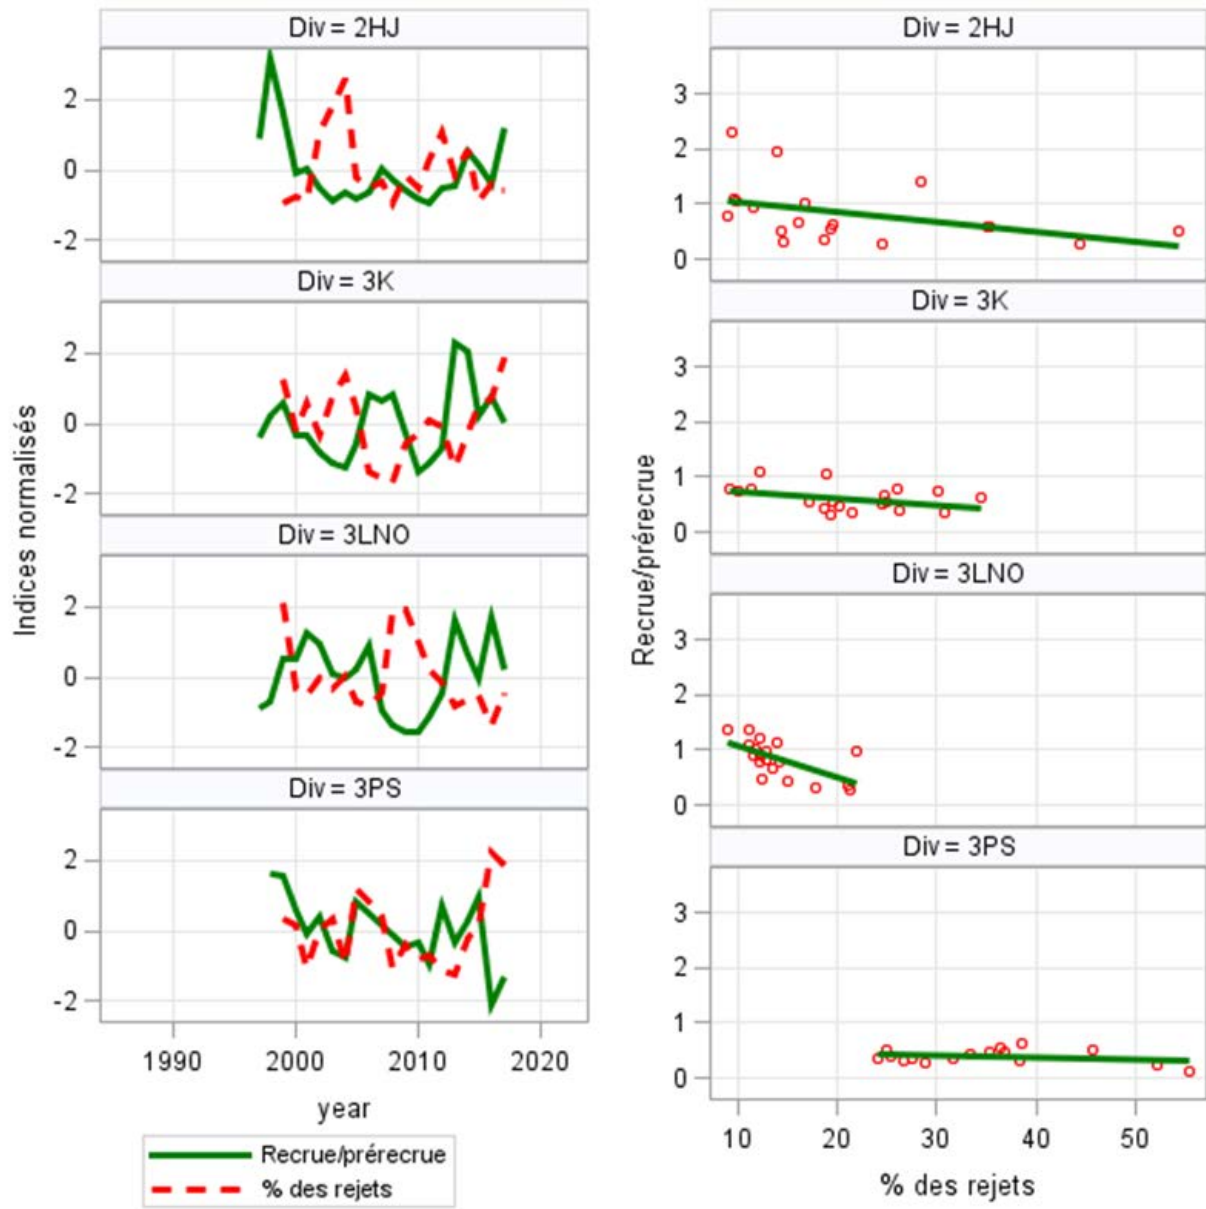 Div = 2HJ
2
0
-2
Div = 3K
2
0
-2
Div = 3LNO
2
0
-2
Div = 3PS
2
0
-2
1990 2000 2010 2020
year
Indices normalisés
Recrue/prérecrue
% des rejets
Div = 2HJ
3
2
1
0
Div = 3K
3
2
1
0
Div = 3LNO
3
2
1
0
Div = 3PS
3
2
1
0
10 20 30 40 50
% des rejets
Recrue/prérecrue